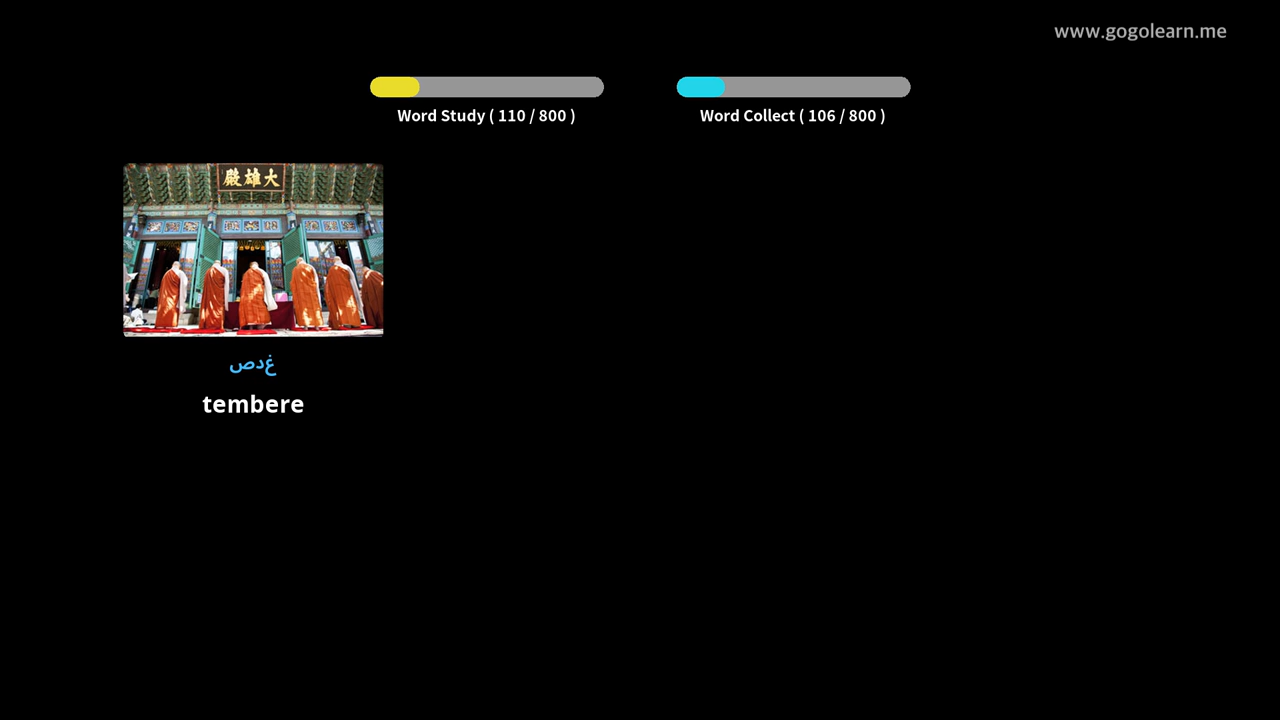 www.gogolearn.me
Word Study ( 110 / 800 )
Word Collect ( 106 / 800 )
大雄殿
غدص
tembere